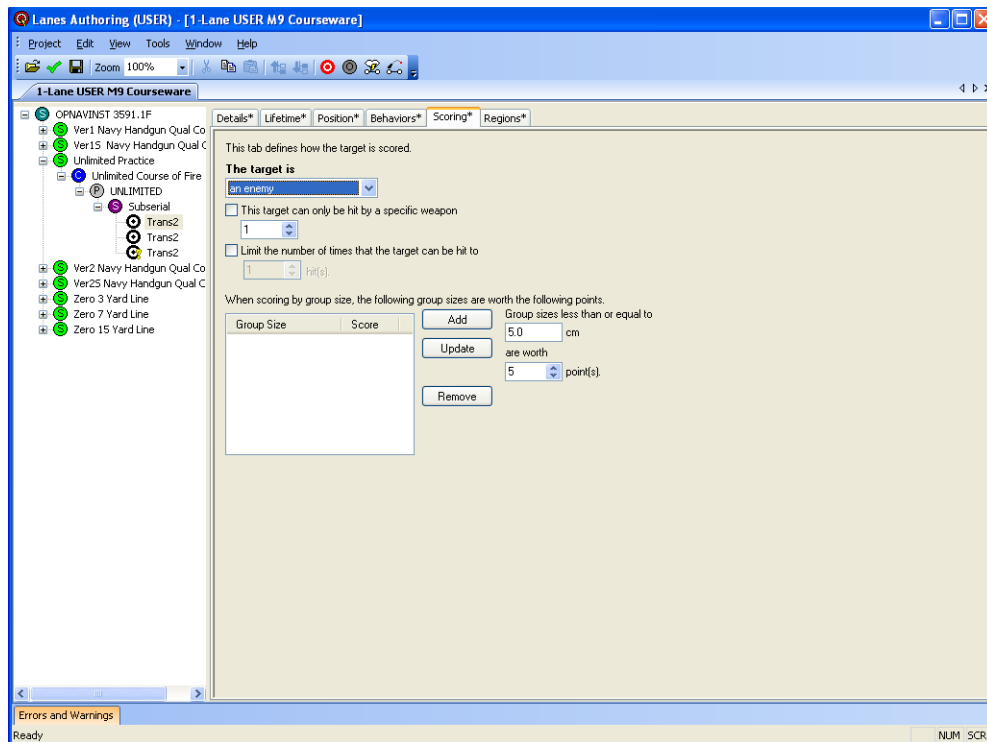 Lanes Authoring (USER) - [1-Lane USER M9 Courseware]
Project Edit View Tools Window Help
Zoom 100%
1-Lane USER M9 Courseware
OPNAVINST 3591.1F
Ver1 Navy Handgun Qual Co
Ver1S Navy Handgun Qual C
Unlimited Practice
Unlimited Course of Fire
UNLIMITED
Subserial
Trans2
Trans2
Trans2
Ver2 Navy Handgun Qual Co
Ver2S Navy Handgun Qual C
Zero 3 Yard Line
Zero 7 Yard Line
Zero 15 Yard Line
Details* Lifetime* Position* Behaviors* Scoring* Regions*
This tab defines how the target is scored.
The target is
an enemy
This target can only be hit by a specific weapon
1
Limit the number of times that the target can be hit to
1 hit(s).
When scoring by group size, the following group sizes are worth the following points.
Group Size Score
Add
Update
Remove
Group sizes less than or equal to
5.0 cm
are worth
5 point(s).
Errors and Warnings
Ready NUM SCR